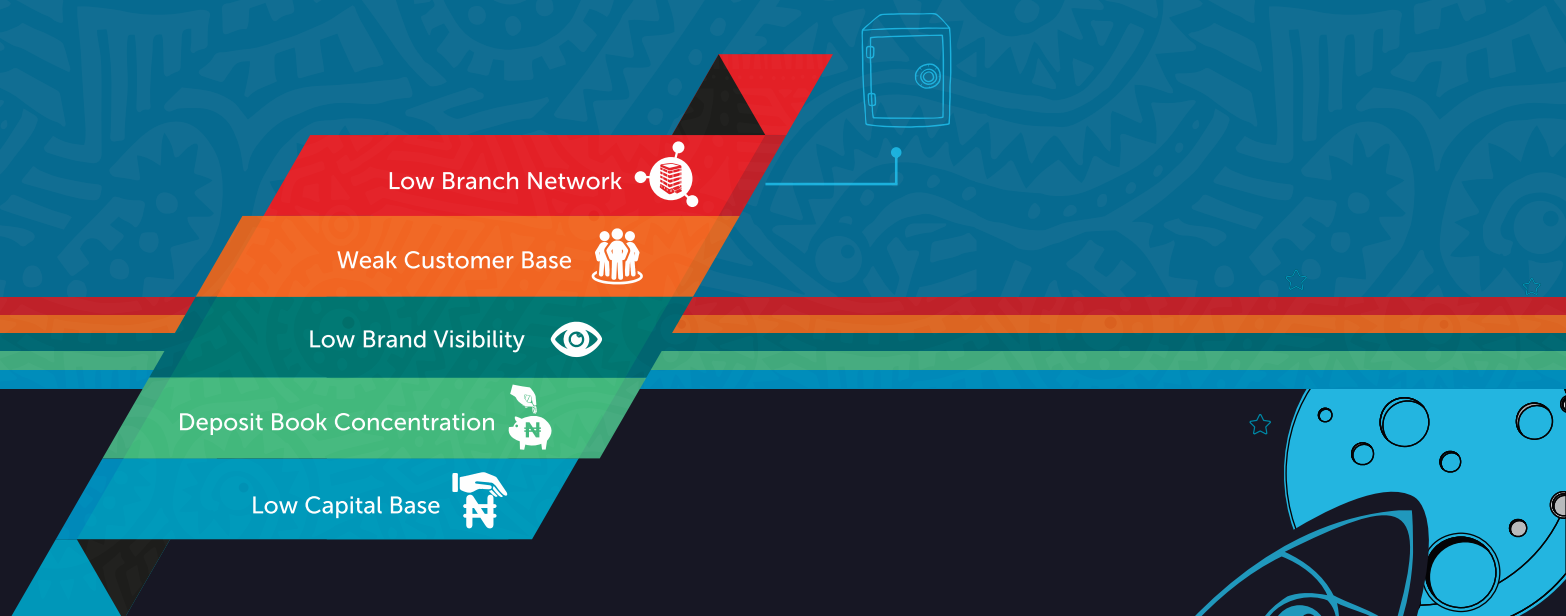 Low Branch Network
Weak Customer Base
Low Brand Visibility
Deposit Book Concentration
₦
Low Capital Base
₦